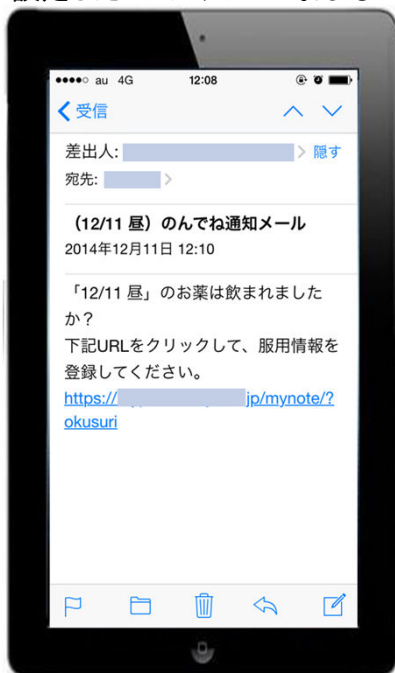 au 4G 12:08
受信
差出人: 隠す
宛先:
(12/11 昼) のんでね通知メール
2014年12月11日 12:10
「12/11 昼」のお薬は飲まれました
か?
下記URLをクリックして、服用情報を
登録してください。
https:// jp/mynote/?
okusuri